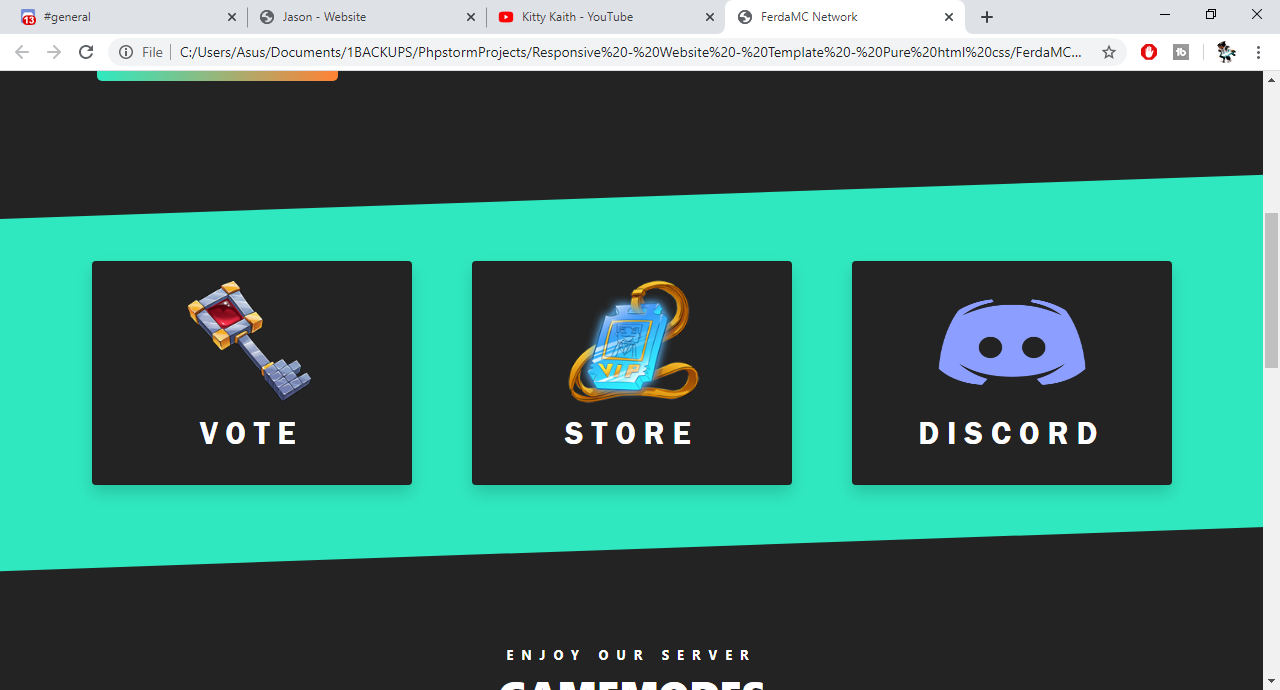 13 #general
Jason - Website
Kitty Kaith - YouTube
FerdaMC Network
File
C:/Users/Asus/Documents/1BACKUPS/PhpstormProjects/Responsive%20-%20Website%20-%20Template%20-%20Pure%20html%20css/FerdaMC...
VIP
VOTE
STORE
DISCORD
ENJOY OUR SERVER
GAMEMODES